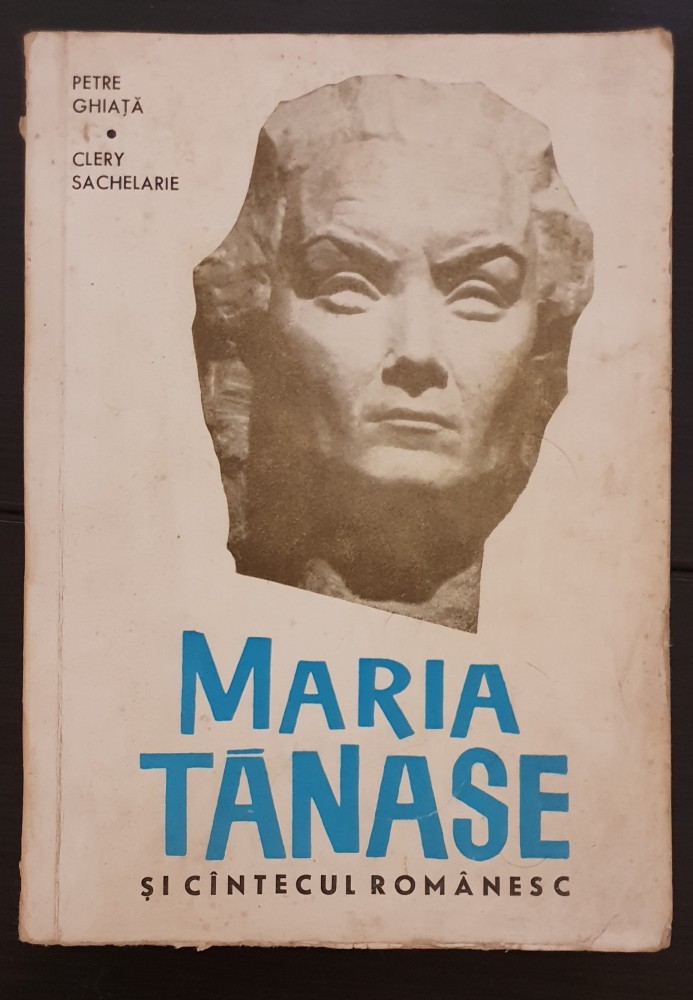 PETRE
GHIAȚĂ
•
CLERY
SACHELARIE
MARIA
TĂNASE
ȘI CÎNTECUL ROMÂNESC